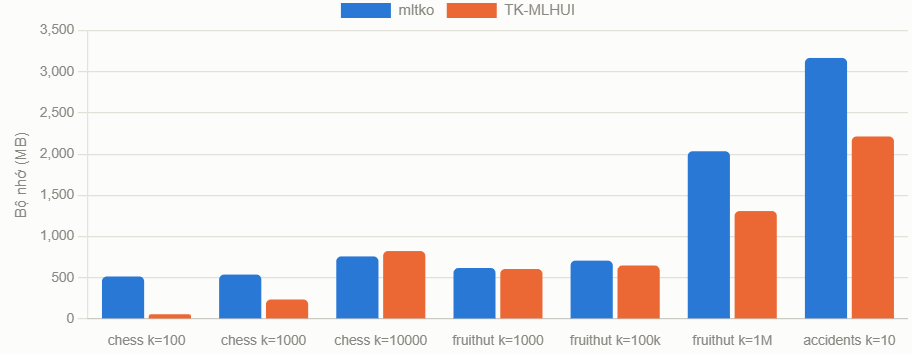 mltko TK-MLHUI
Bộ nhớ (MB)
3,500
3,000
2,500
2,000
1,500
1,000
500
0
chess k=100 chess k=1000 chess k=10000 fruithut k=1000 fruithut k=100k fruithut k=1M accidents k=10